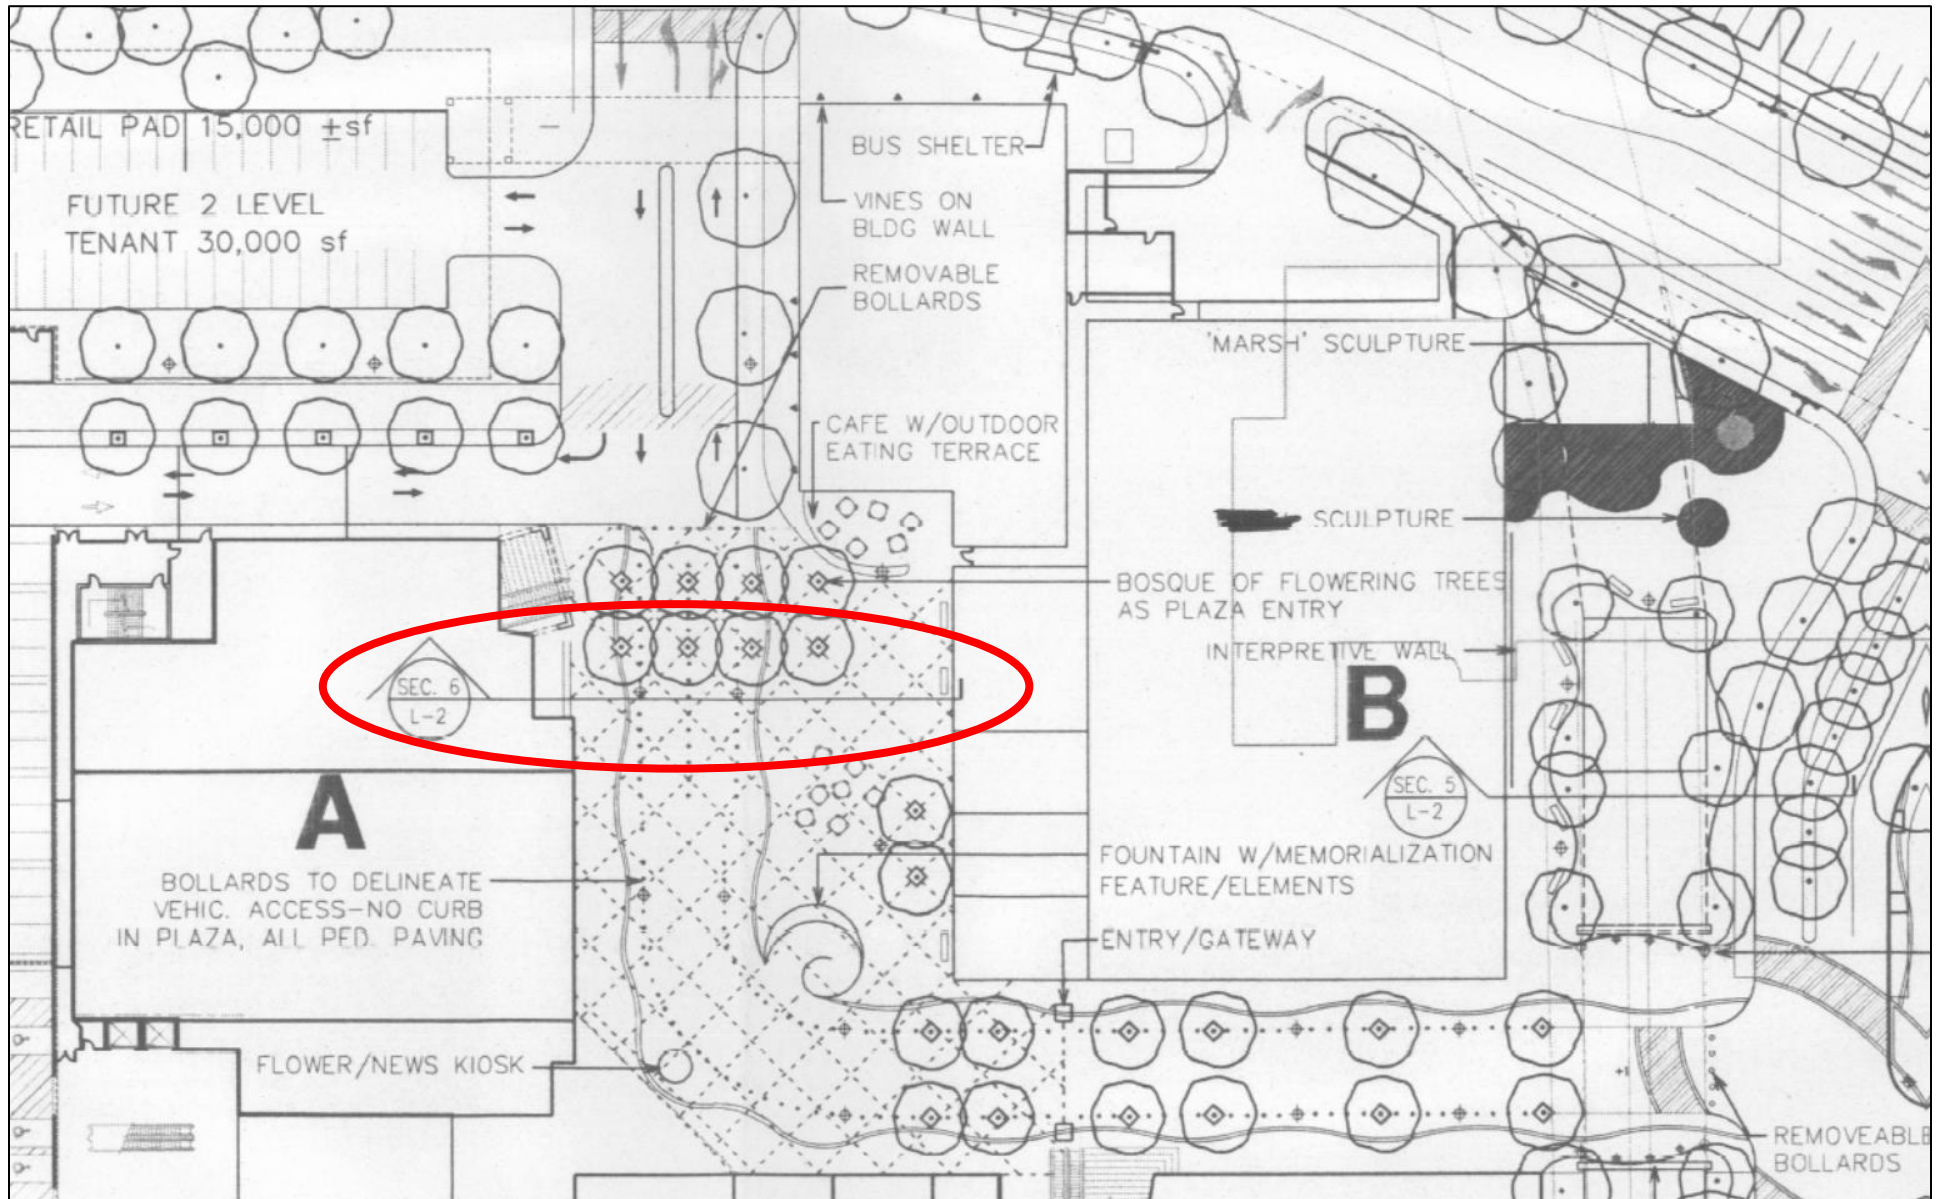 RETAIL PAD 15,000 ±sf
FUTURE 2 LEVEL
TENANT 30,000 sf
BUS SHELTER
VINES ON
BLDG WALL
REMOVABLE
BOLLARDS
'MARSH' SCULPTURE
CAFE W/OUTDOOR
EATING TERRACE
SCULPTURE
BOSQUE OF FLOWERING TREES
AS PLAZA ENTRY
INTERPRETIVE WALL
SEC. 6
L-2
B
SEC. 5
L-2
A
BOLLARDS TO DELINEATE
VEHIC. ACCESS-NO CURB
IN PLAZA, ALL PED. PAVING
FOUNTAIN W/MEMORIALIZATION
FEATURE/ELEMENTS
ENTRY/GATEWAY
FLOWER/NEWS KIOSK
REMOVEABLE
BOLLARDS